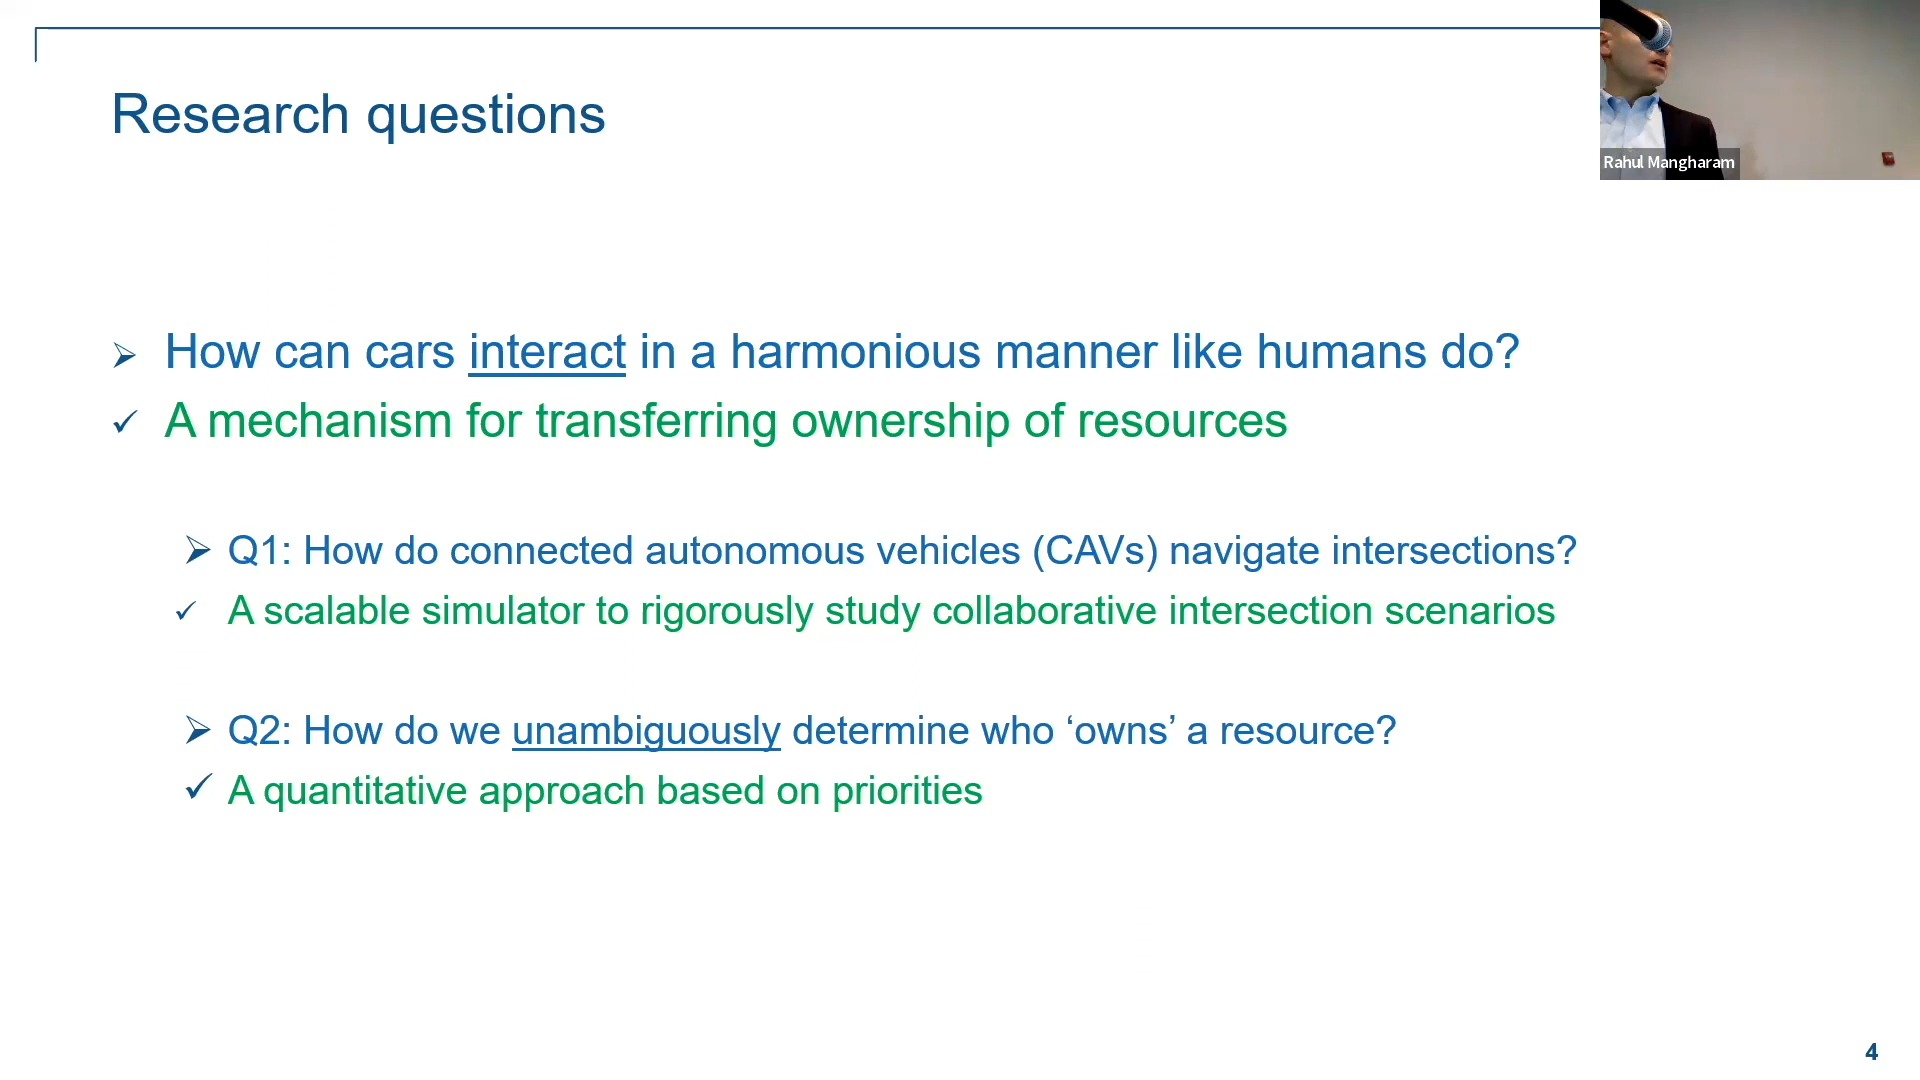 Research questions
Rahul Mangharam
How can cars interact in a harmonious manner like humans do?
A mechanism for transferring ownership of resources
Q1: How do connected autonomous vehicles (CAVs) navigate intersections?
A scalable simulator to rigorously study collaborative intersection scenarios
Q2: How do we unambiguously determine who ‘owns’ a resource?
A quantitative approach based on priorities
4